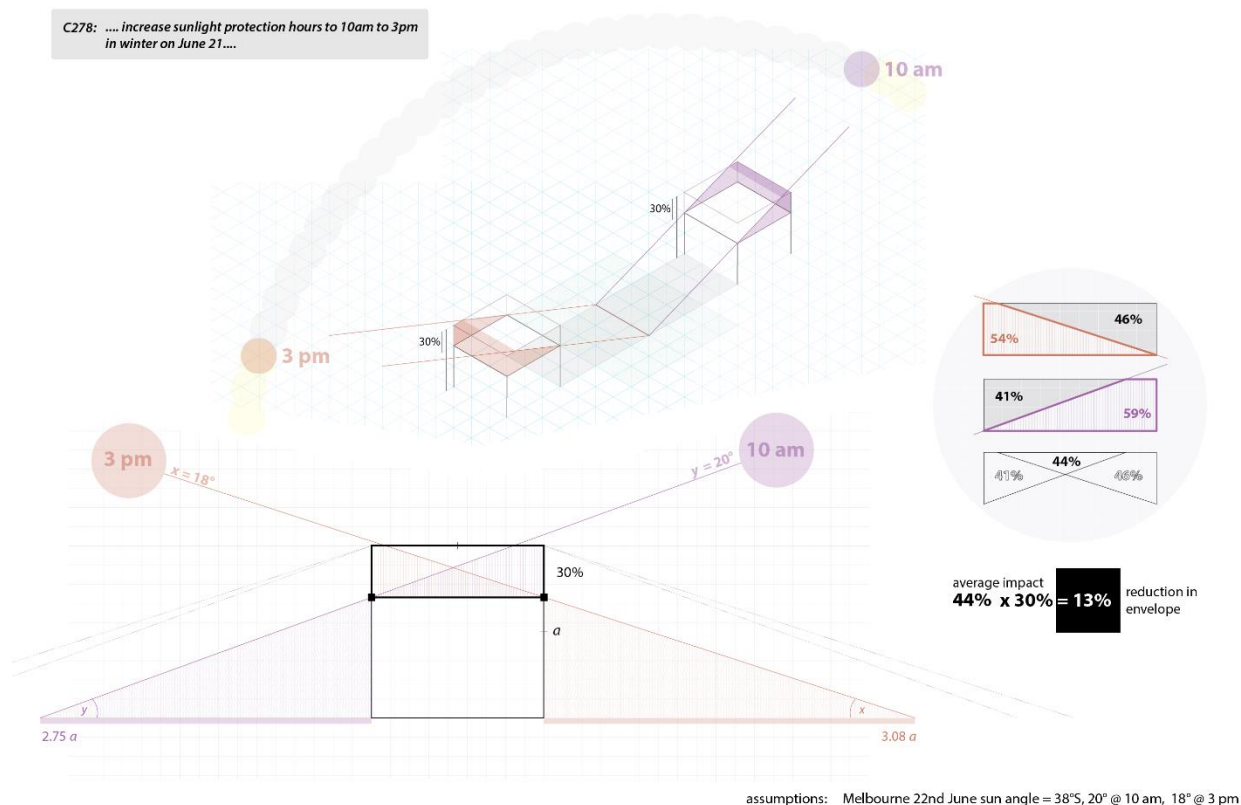 C278: .... increase sunlight protection hours to 10am to 3pm
in winter on June 21....
10 am
30%
30%
3 pm
46%
54%
41%
59%
44%
41%
46%
3 pm
x = 18°
y = 20°
10 am
30%
a
average impact
44% x 30% = 13%
reduction in
envelope
y
x
2.75 a
3.08 a
assumptions: Melbourne 22nd June sun angle = 38°S, 20° @ 10 am, 18° @ 3 pm